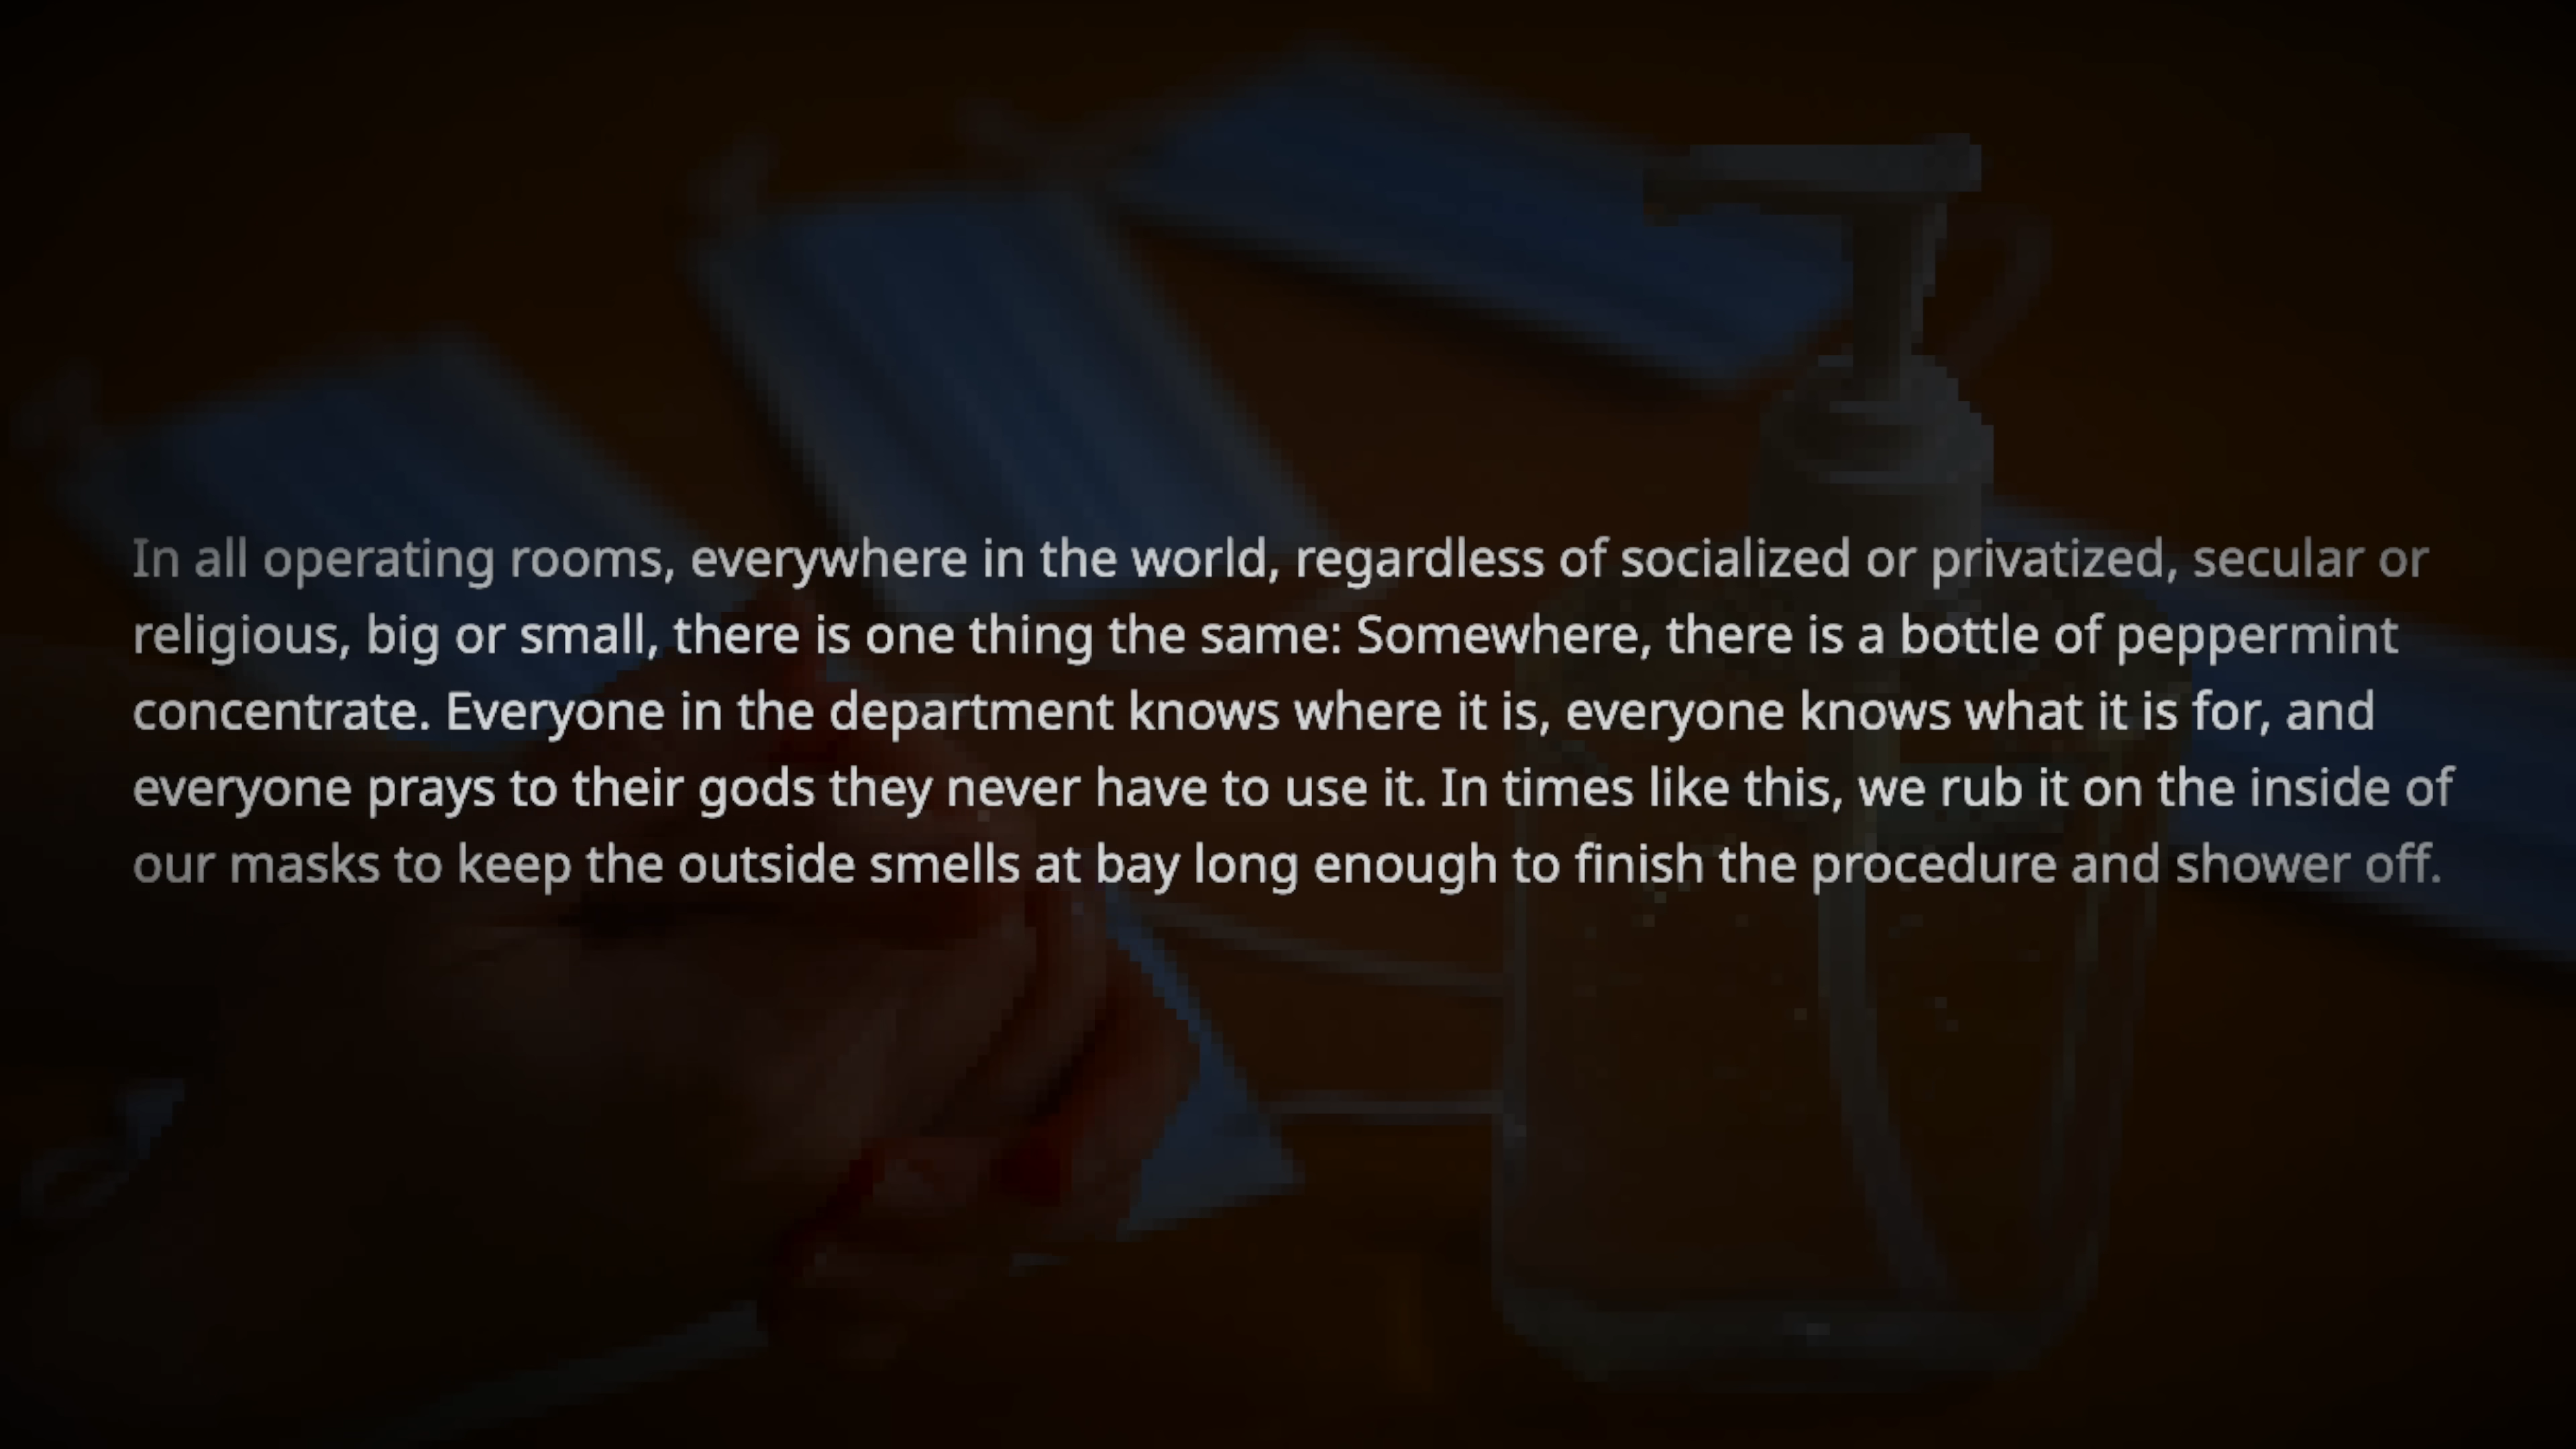 In all operating rooms, everywhere in the world, regardless of socialized or privatized, secular or
religious, big or small, there is one thing the same: Somewhere, there is a bottle of peppermint
concentrate. Everyone in the department knows where it is, everyone knows what it is for, and
everyone prays to their gods they never have to use it. In times like this, we rub it on the inside of
our masks to keep the outside smells at bay long enough to finish the procedure and shower off.